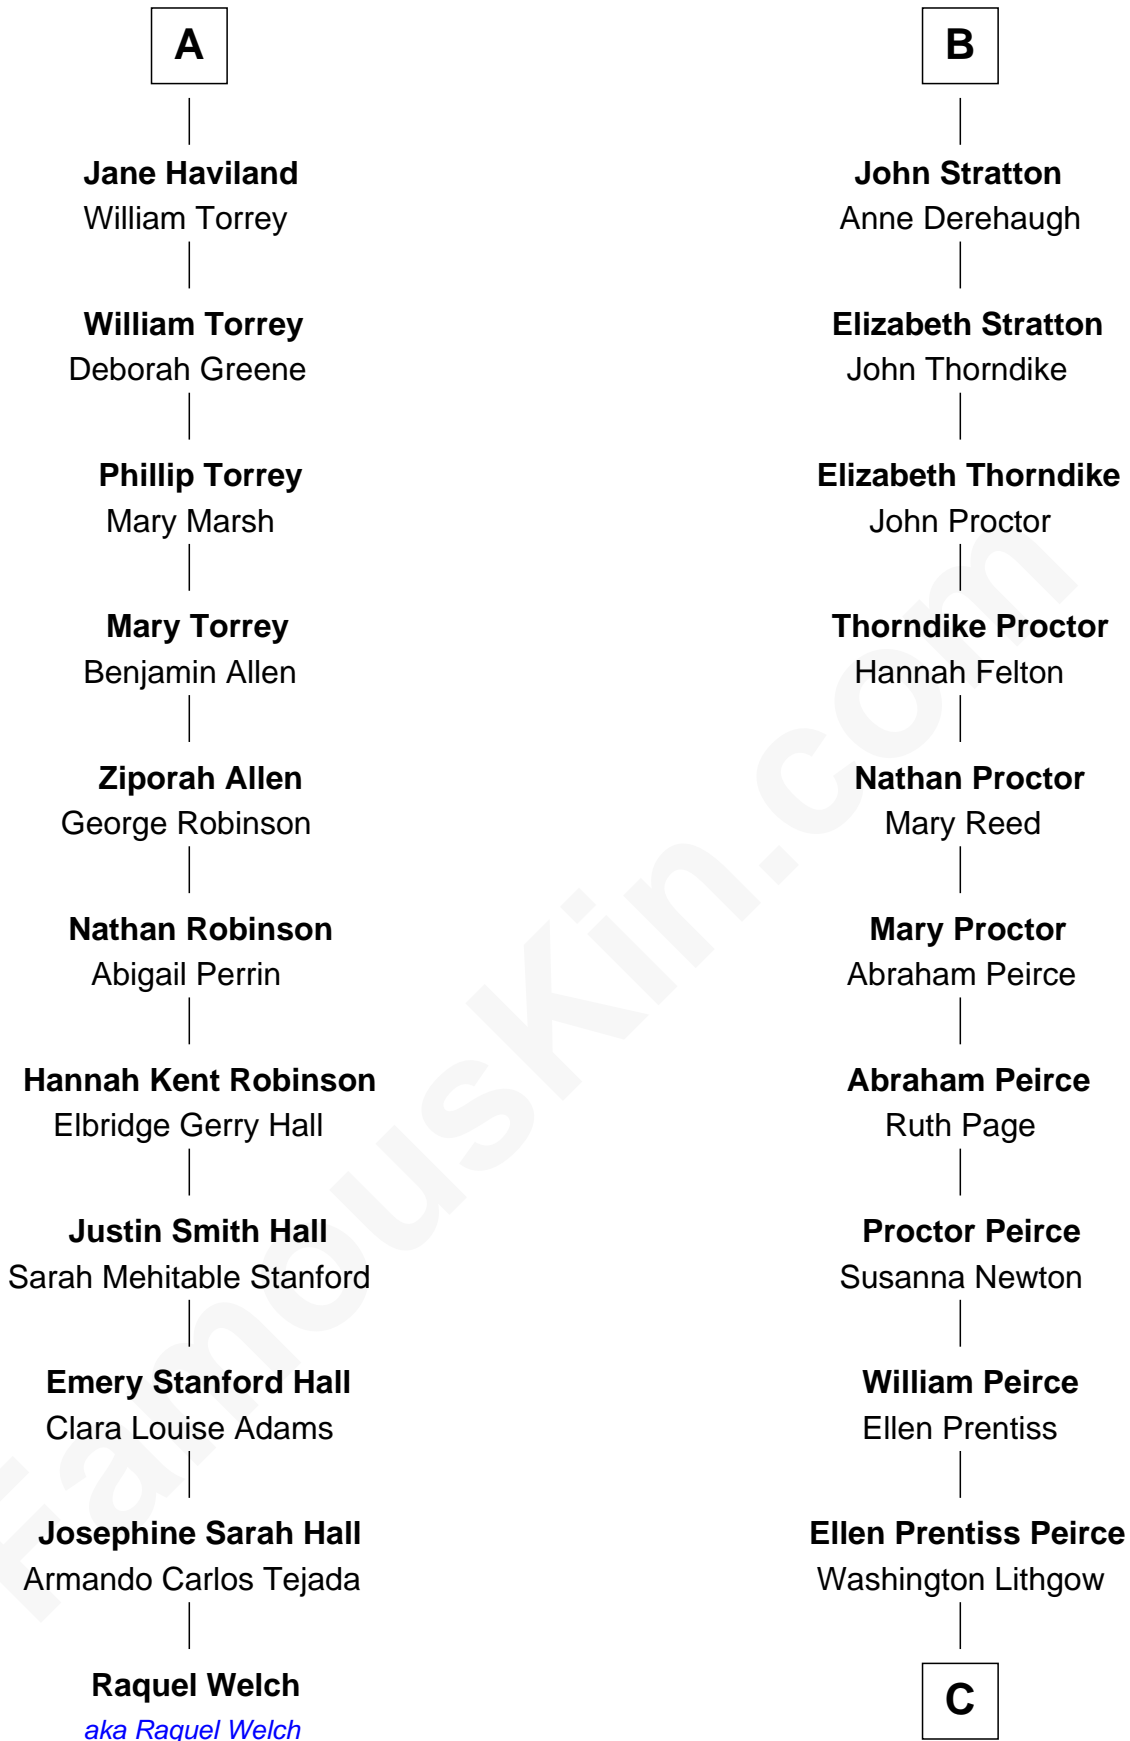 A
Jane Haviland
William Torrey
William Torrey
Deborah Greene
Phillip Torrey
Mary Marsh
Mary Torrey
Benjamin Allen
Ziporah Allen
George Robinson
Nathan Robinson
Abigail Perrin
Hannah Kent Robinson
Elbridge Gerry Hall
Justin Smith Hall
Sarah Mehitable Stanford
Emery Stanford Hall
Clara Louise Adams
Josephine Sarah Hall
Armando Carlos Tejada
Raquel Welch
aka Raquel Welch
B
John Stratton
Anne Derehaugh
Elizabeth Stratton
John Thorndike
Elizabeth Thorndike
John Proctor
Thorndike Proctor
Hannah Felton
Nathan Proctor
Mary Reed
Mary Proctor
Abraham Peirce
Abraham Peirce
Ruth Page
Proctor Peirce
Susanna Newton
William Peirce
Ellen Prentiss
Ellen Prentiss Peirce
Washington Lithgow
C
FamousKin.com